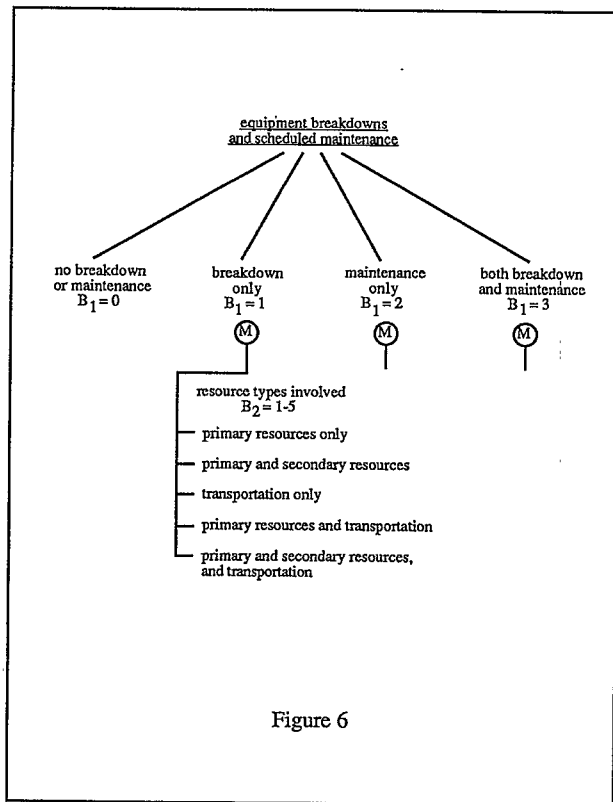 equipment breakdowns
and scheduled maintenance
no breakdown
or maintenance
B1=0
breakdown
only
B1=1
M
maintenance
only
B1=2
M
both breakdown
and maintenance
B1=3
M
resource types involved
B2=1-5
primary resources only
primary and secondary resources
transportation only
primary resources and transportation
primary and secondary resources,
and transportation
Figure 6